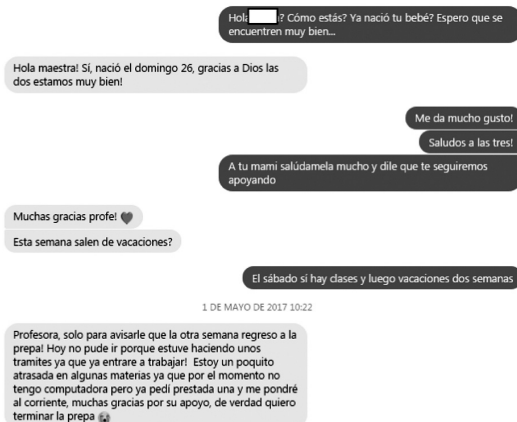 Hola ? Cómo estás? Ya nació tu bebé? Espero que se
encuentren muy bien...
Hola maestra! Sí, nació el domingo 26, gracias a Dios las
dos estamos muy bien!
Me da mucho gusto!
Saludos a las tres!
A tu mami salúdamela mucho y dile que te seguiremos
apoyando
Muchas gracias profe!
Esta semana salen de vacaciones?
El sábado si hay clases y luego vacaciones dos semanas
1 DE MAYO DE 2017 10:22
Profesora, solo para avisarle que la otra semana regreso a la
prepa! Hoy no pude ir porque estuve haciendo unos
tramites ya que ya entrare a trabajar! Estoy un poquito
atrasada en algunas materias ya que por el momento no
tengo computadora pero ya pedí prestada una y me pondré
al corriente, muchas gracias por su apoyo, de verdad quiero
terminar la prepa